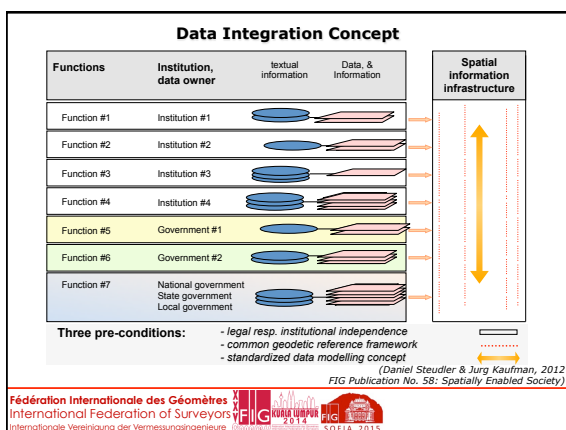 Data Integration Concept
Functions
Institution,
data owner
textual
information
Data, &
Information
Spatial
information
infrastructure
Function #1 Institution #1
Function #2 Institution #2
Function #3 Institution #3
Function #4 Institution #4
Function #5 Government #1
Function #6 Government #2
Function #7 National government
State government
Local government
Three pre-conditions: - legal resp. institutional independence
- common geodetic reference framework
- standardized data modelling concept
(Daniel Steudler & Jurg Kaufman, 2012
FIG Publication No. 58: Spatially Enabled Society)
Fédération Internationale des Géomètres
International Federation of Surveyors
Internationale Vereinigung der Vermessungsingenieure
XXV
FIG
KUALA LUMPUR
2014
FIG
SOFIA 2015